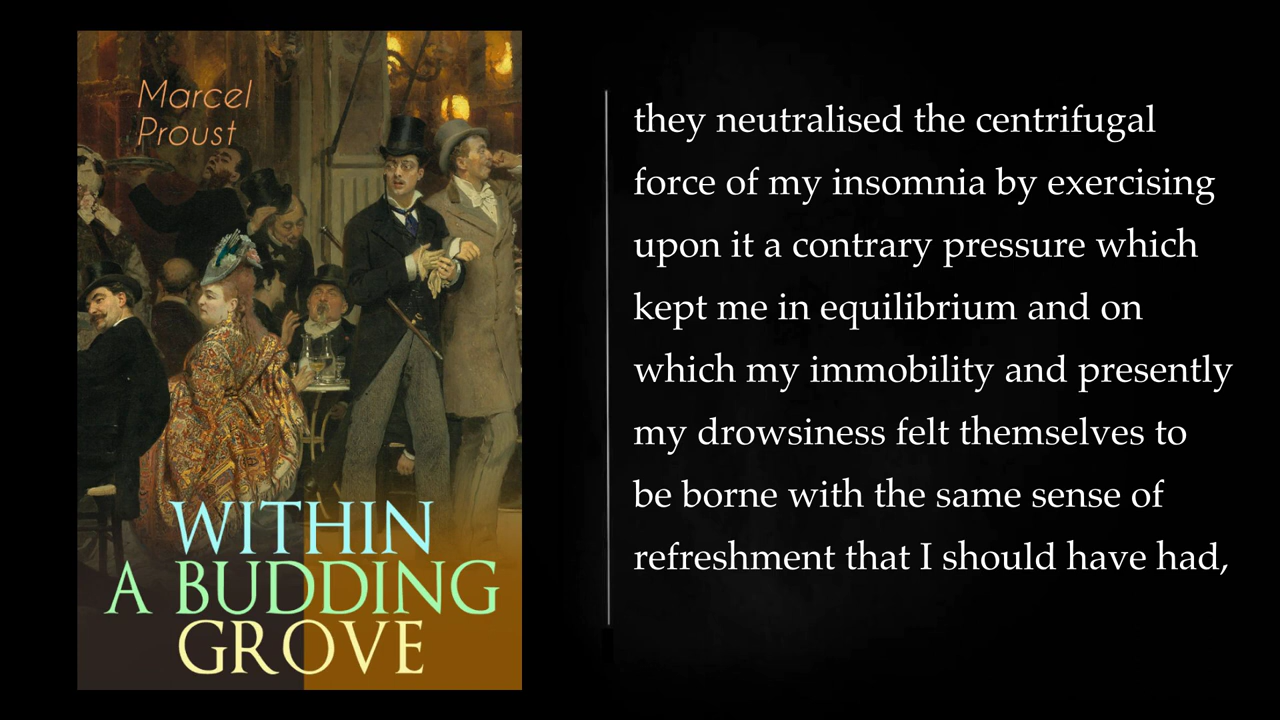 Marcel
Proust
WITHIN
A BUDDING
GROVE
they neutralised the centrifugal
force of my insomnia by exercising
upon it a contrary pressure which
kept me in equilibrium and on
which my immobility and presently
my drowsiness felt themselves to
be borne with the same sense of
refreshment that I should have had,